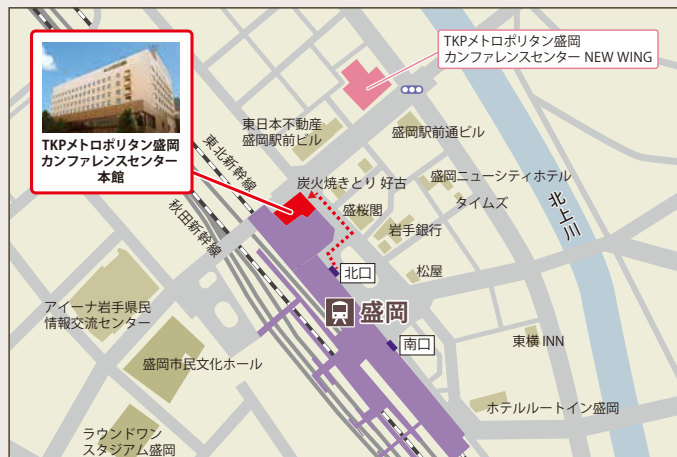 TKPメトロポリタン盛岡
カンファレンスセンター
本館
TKPメトロポリタン盛岡
カンファレンスセンター NEW WING
東日本不動産
盛岡駅前ビル
盛岡駅前通ビル
東北新幹線
秋田新幹線
炭火焼きとり 好古
盛岡ニューシティホテル
盛桜閣
タイムズ
北上川
岩手銀行
北口
松屋
アイーナ岩手県民
情報交流センター
盛岡
南口
東横 INN
盛岡市民文化ホール
ホテルルートイン盛岡
ラウンドワン
スタジアム盛岡